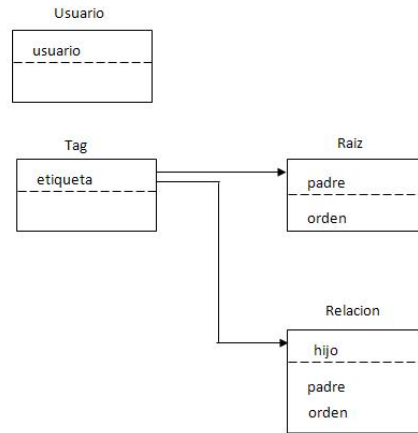 Usuario
usuario
Tag
etiqueta
Raiz
padre
orden
Relacion
hijo
padre
orden